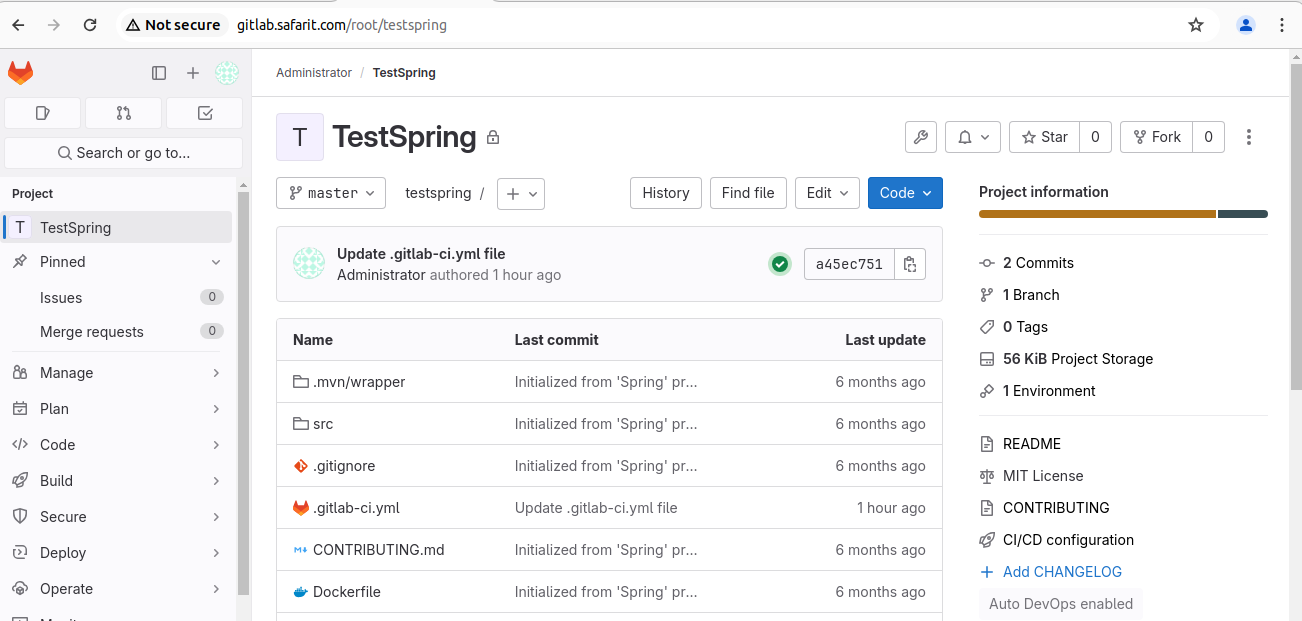 Not secure gitlab.safarit.com/root/testspring
Administrator / TestSpring
Search or go to...
Project
T TestSpring
Pinned
Issues 0
Merge requests 0
Manage
Plan
Code
Build
Secure
Deploy
Operate
T TestSpring
Star 0
Fork 0
master
testspring /
+
History
Find file
Edit
Code
Update .gitlab-ci.yml file
Administrator authored 1 hour ago
a45ec751
Name Last commit Last update
.mvn/wrapper Initialized from 'Spring' pr... 6 months ago
src Initialized from 'Spring' pr... 6 months ago
.gitignore Initialized from 'Spring' pr... 6 months ago
.gitlab-ci.yml Update .gitlab-ci.yml file 1 hour ago
CONTRIBUTING.md Initialized from 'Spring' pr... 6 months ago
Dockerfile Initialized from 'Spring' pr... 6 months ago
Project information
2 Commits
1 Branch
0 Tags
56 KiB Project Storage
1 Environment
README
MIT License
CONTRIBUTING
CI/CD configuration
+ Add CHANGELOG
Auto DevOps enabled